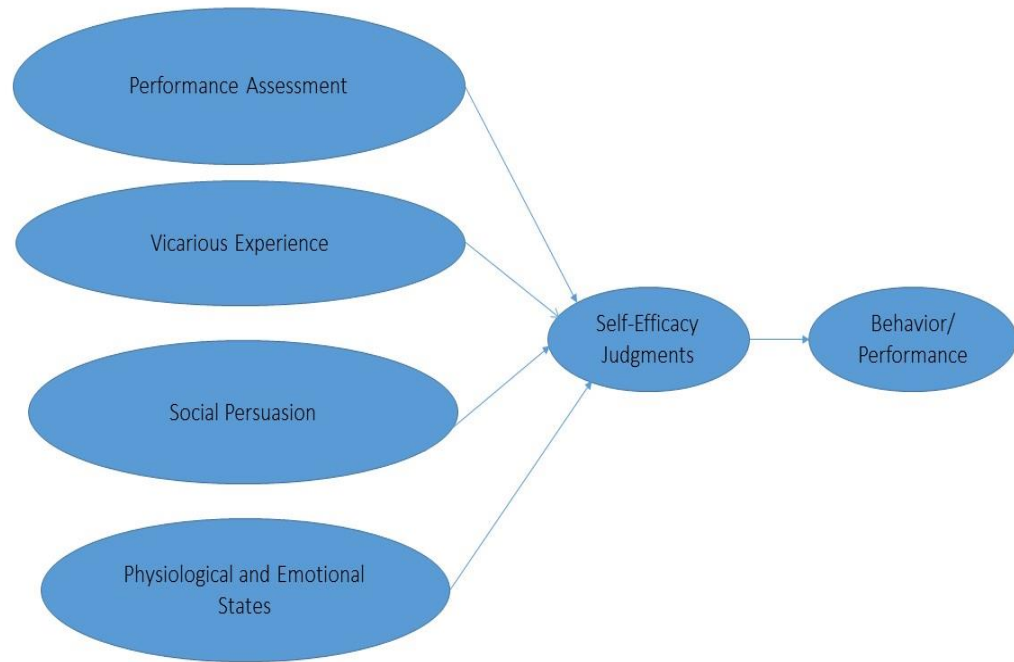 Performance Assessment
Vicarious Experience
Social Persuasion
Physiological and Emotional
States
Self-Efficacy
Judgments
Behavior/
Performance